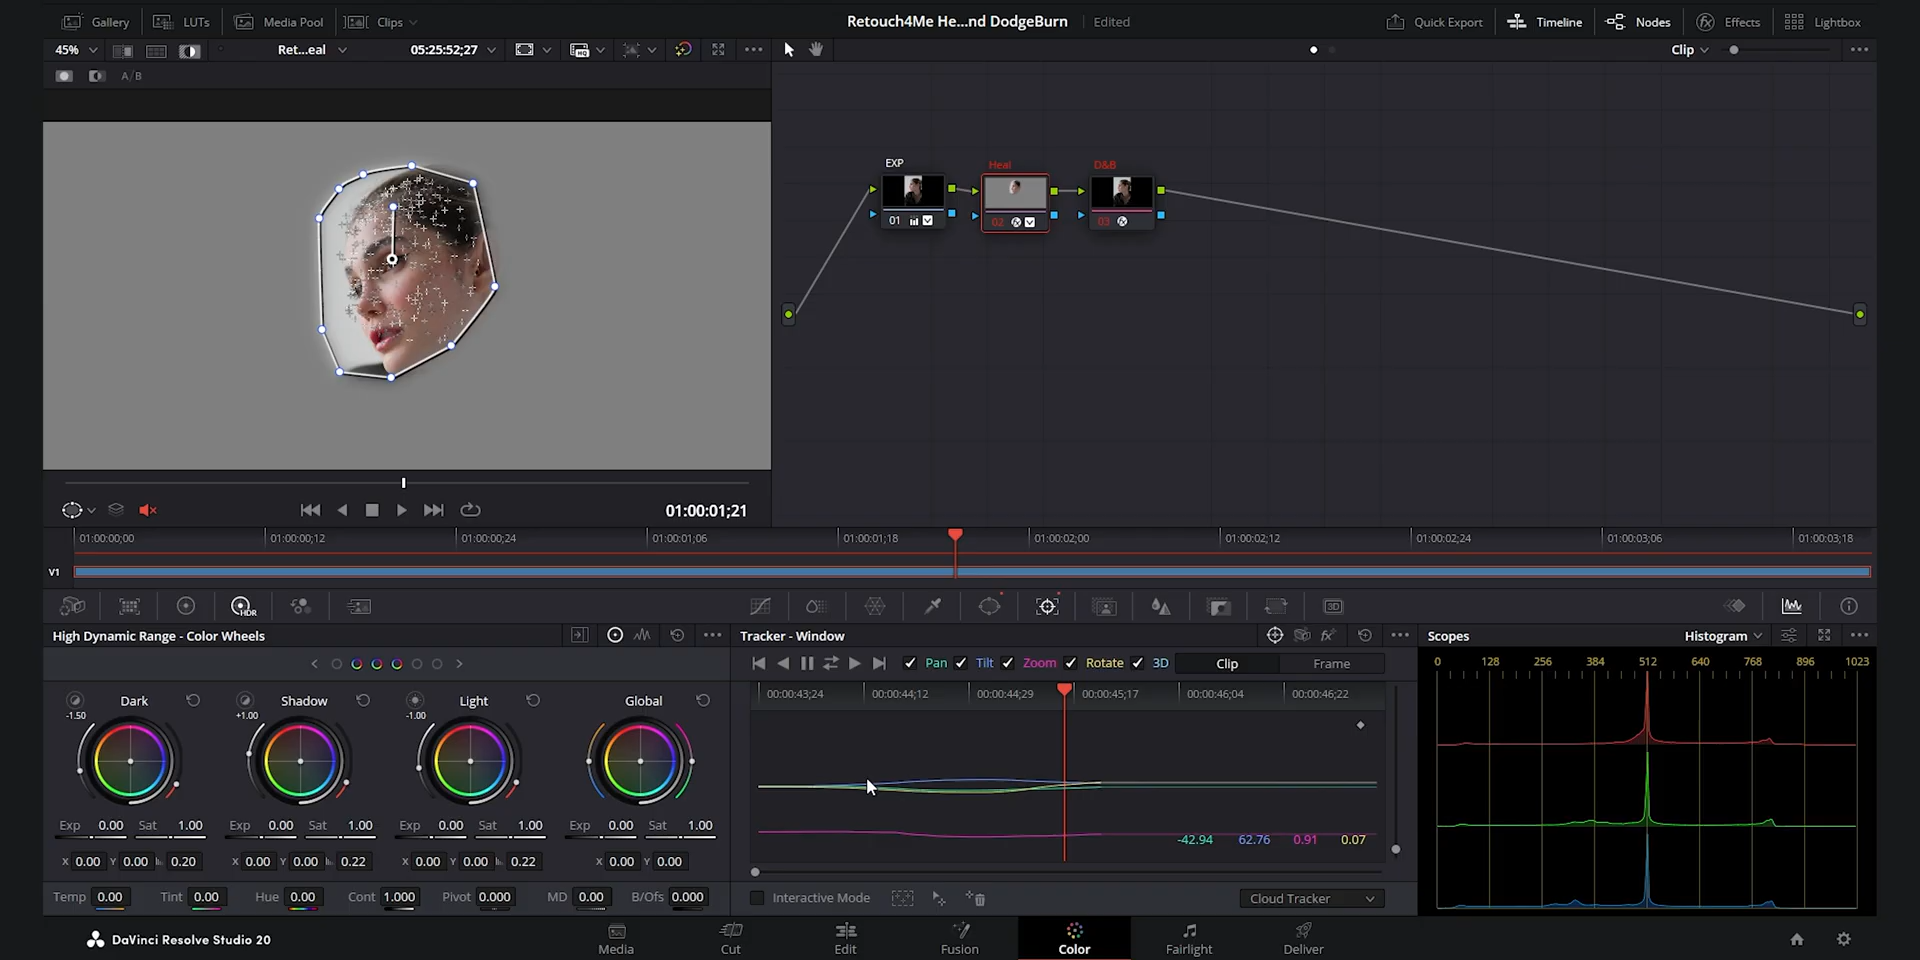 Gallery LUTs Media Pool Clips Retouch4Me He...nd DodgeBurn Edited Quick Export Timeline Nodes Effects Lightbox
45% Ret...eal 05:25:52;27 Clip
A/B
EXP Heal D&B
01 02 03
01:00:01;21
01:00:00;00 01:00:00;12 01:00:00;24 01:00:01;06 01:00:01;18 01:00:02;00 01:00:02;12 01:00:02;24 01:00:03;06 01:00:03;18
V1
HDR 3D
High Dynamic Range - Color Wheels Tracker - Window Scopes Histogram
Pan Tilt Zoom Rotate 3D Clip Frame 0 128 256 384 512 640 768 896 1023
Dark Shadow Light Global 00:00:43;24 00:00:44;12 00:00:44;29 00:00:45;17 00:00:46;04 00:00:46;22
-1.50 +1.00 -1.00
Exp 0.00 Sat 1.00 Exp 0.00 Sat 1.00 Exp 0.00 Sat 1.00 Exp 0.00 Sat 1.00 -42.94 62.76 0.91 0.07
X 0.00 Y 0.00 0.20 X 0.00 Y 0.00 0.22 X 0.00 Y 0.00 0.22 X 0.00 Y 0.00
Temp 0.00 Tint 0.00 Hue 0.00 Cont 1.000 Pivot 0.000 MD 0.00 B/Ofs 0.000 Interactive Mode Cloud Tracker
DaVinci Resolve Studio 20 Media Cut Edit Fusion Color Fairlight Deliver